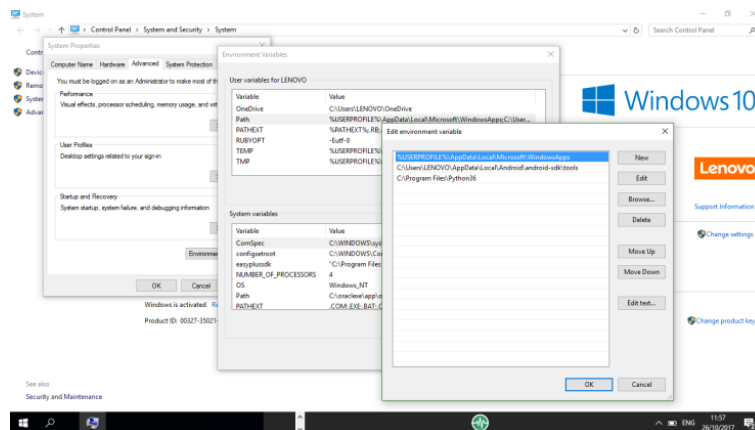 System
Control Panel > System and Security > System
Search Control Panel
System Properties
Computer Name Hardware Advanced System Protection
You must be logged on as an Administrator to make most of th
Performance
Visual effects, processor scheduling, memory usage, and virt
User Profiles
Desktop settings related to your sign-in
Startup and Recovery
System startup, system failure, and debugging information
Environme
OK Cancel
Environment Variables
User variables for LENOVO
Variable Value
OneDrive C:\Users\LENOVO\OneDrive
Path %USERPROFILE%\AppData\Local\Microsoft\WindowsApps;C:\User...
PATHEXT %PATHEXT%;.RB;
RUBYOPT -Eutf-8
TEMP %USERPROFILE%\
TMP %USERPROFILE%\
System variables
Variable Value
ComSpec C:\WINDOWS\sys
configsetroot C:\WINDOWS\Co
easyplussdk "C:\Program Files
NUMBER_OF_PROCESSORS 4
OS Windows_NT
Path C:\oraclexe\app\o
PATHEXT .COM;.EXE;.BAT;.C
Edit environment variable
%USERPROFILE%\AppData\Local\Microsoft\WindowsApps
C:\Users\LENOVO\AppData\Local\Android\android-sdk\tools
C:\Program Files\Python36
New
Edit
Browse...
Delete
Move Up
Move Down
Edit text...
OK Cancel
Windows 10
Lenovo
Support Information
Change settings
Windows is activated
Product ID: 00327-35021-
Change product key
See also
Security and Maintenance
ENG
11:57
26/10/2017